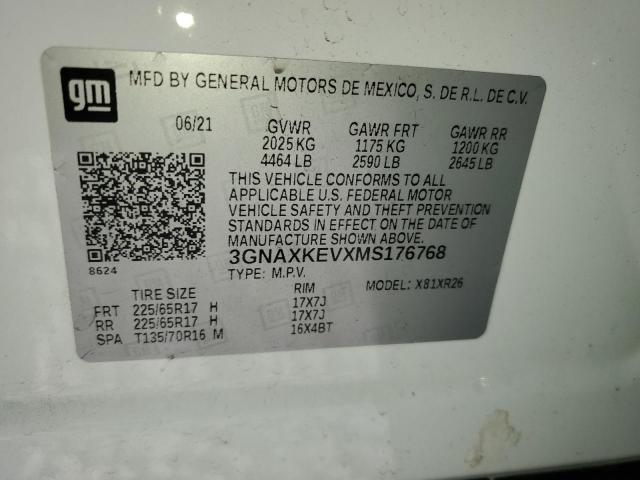 gm
MFD BY GENERAL MOTORS DE MEXICO, S. DE R.L. DE C.V.
06/21 GVWR GAWR FRT GAWR RR
2025 KG 1175 KG 1200 KG
4464 LB 2590 LB 2645 LB
THIS VEHICLE CONFORMS TO ALL
APPLICABLE U.S. FEDERAL MOTOR
VEHICLE SAFETY AND THEFT PREVENTION
STANDARDS IN EFFECT ON THE DATE OF
MANUFACTURE SHOWN ABOVE.
3GNAXKEVXMS176768
8624
TYPE: M.P.V. MODEL: X81XR26
TIRE SIZE RIM
FRT 225/65R17 H 17X7J
RR 225/65R17 H 17X7J
SPA T135/70R16 M 16X4BT